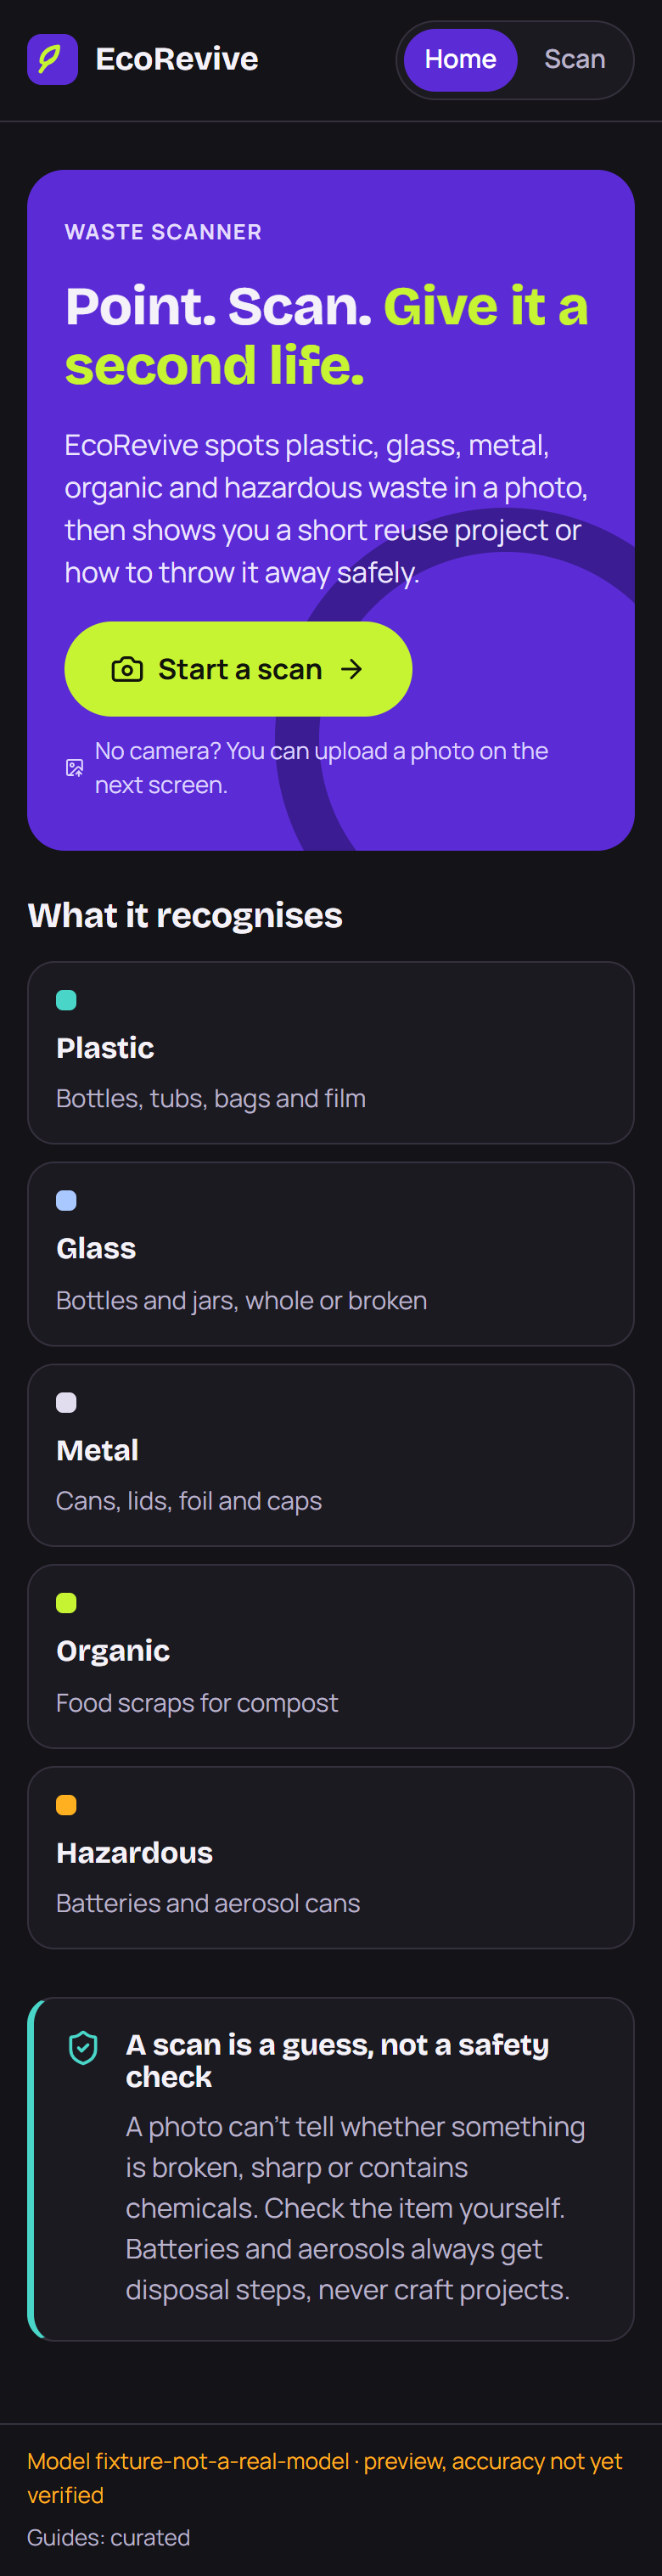 EcoRevive
Home
Scan
WASTE SCANNER
Point. Scan. Give it a
second life.
EcoRevive spots plastic, glass, metal,
organic and hazardous waste in a photo,
then shows you a short reuse project or
how to throw it away safely.
Start a scan
No camera? You can upload a photo on the
next screen.
What it recognises
Plastic
Bottles, tubs, bags and film
Glass
Bottles and jars, whole or broken
Metal
Cans, lids, foil and caps
Organic
Food scraps for compost
Hazardous
Batteries and aerosol cans
A scan is a guess, not a safety
check
A photo can’t tell whether something
is broken, sharp or contains
chemicals. Check the item yourself.
Batteries and aerosols always get
disposal steps, never craft projects.
Model fixture-not-a-real-model · preview, accuracy not yet
verified
Guides: curated